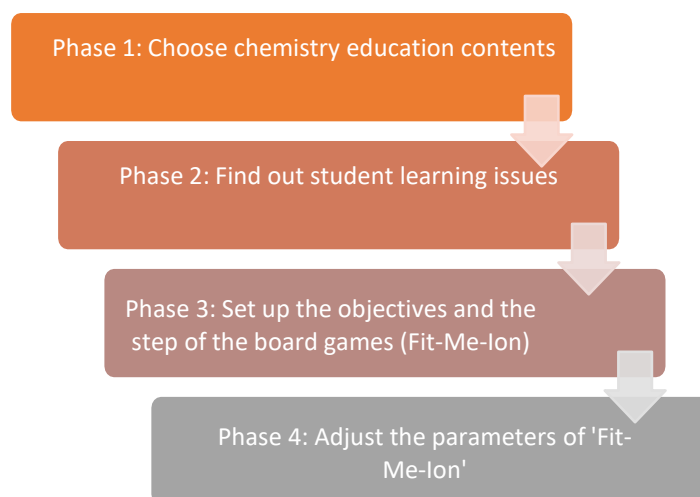 Phase 1: Choose chemistry education contents
Phase 2: Find out student learning issues
Phase 3: Set up the objectives and the
step of the board games (Fit-Me-Ion)
Phase 4: Adjust the parameters of 'Fit-
Me-Ion'